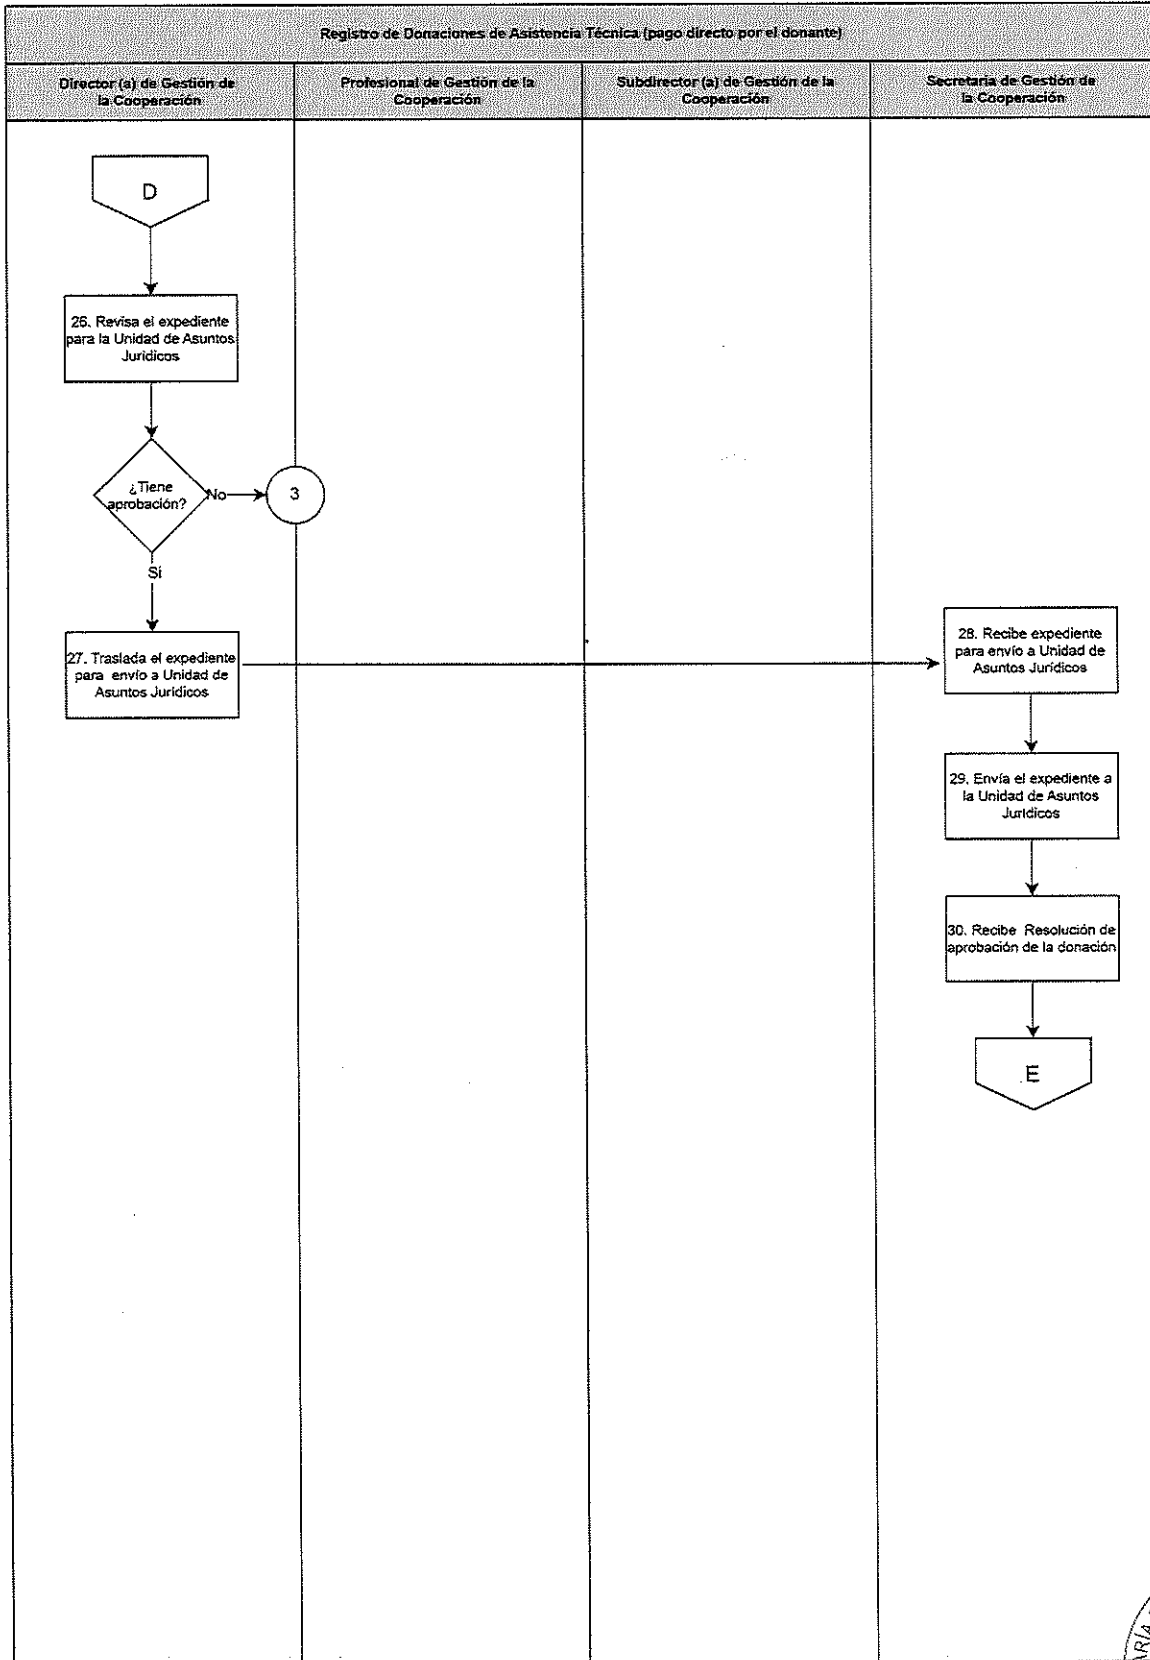 Registro de Donaciones de Asistencia Técnica (pago directo por el donante)
Director (a) de Gestión de
la Cooperación
Profesional de Gestión de la
Cooperación
Subdirector (a) de Gestión de la
Cooperación
Secretaria de Gestión de
la Cooperación
D
26. Revisa el expediente
para la Unidad de Asuntos
Jurídicos
¿Tiene
aprobación?
No
3
Sí
27. Traslada el expediente
para envío a Unidad de
Asuntos Jurídicos
28. Recibe expediente
para envío a Unidad de
Asuntos Jurídicos
29. Envía el expediente a
la Unidad de Asuntos
Jurídicos
30. Recibe Resolución de
aprobación de la donación
E
ARÍA